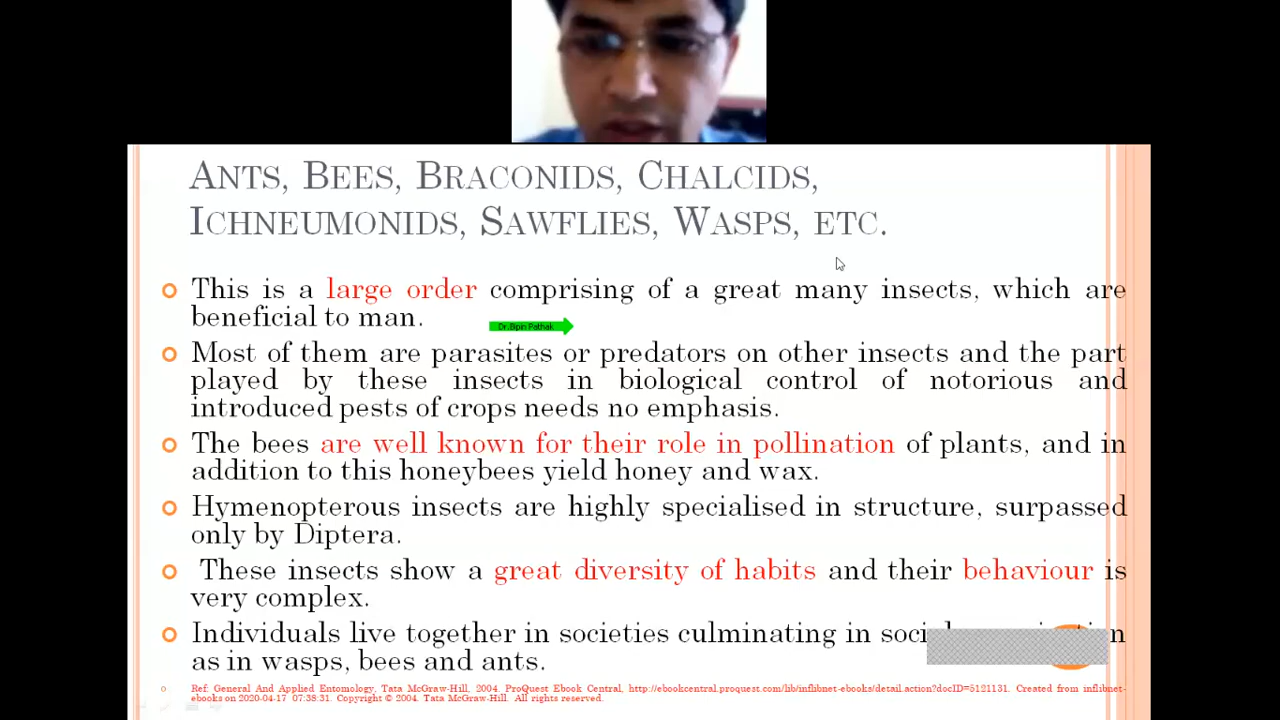 ANTS, BEES, BRACONIDS, CHALCIDS,
ICHNEUMONIDS, SAWFLIES, WASPS, ETC.
This is a large order comprising of a great many insects, which are
beneficial to man.
Dr.Bipin Pathak
Most of them are parasites or predators on other insects and the part
played by these insects in biological control of notorious and
introduced pests of crops needs no emphasis.
The bees are well known for their role in pollination of plants, and in
addition to this honeybees yield honey and wax.
Hymenopterous insects are highly specialised in structure, surpassed
only by Diptera.
These insects show a great diversity of habits and their behaviour is
very complex.
Individuals live together in societies culminating in social
as in wasps, bees and ants.
Ref General And Applied Entomology, Tata McGraw-Hill, 2004. ProQuest Ebook Central, http://ebookcentral.proquest.com/lib/inflibnet-ebooks/detail.action?docID=5121131. Created from inflibnet-
ebooks on 2020-04-17 07:38:31. Copyright © 2004. Tata McGraw-Hill. All rights reserved.